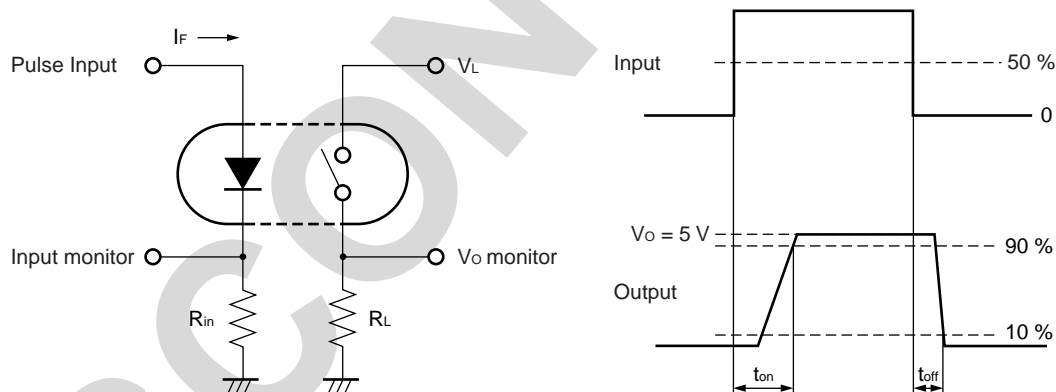 IF
Pulse Input
VL
Input monitor
VO monitor
Rin
RL
Input
50 %
0
VO = 5 V
90 %
Output
10 %
ton
toff